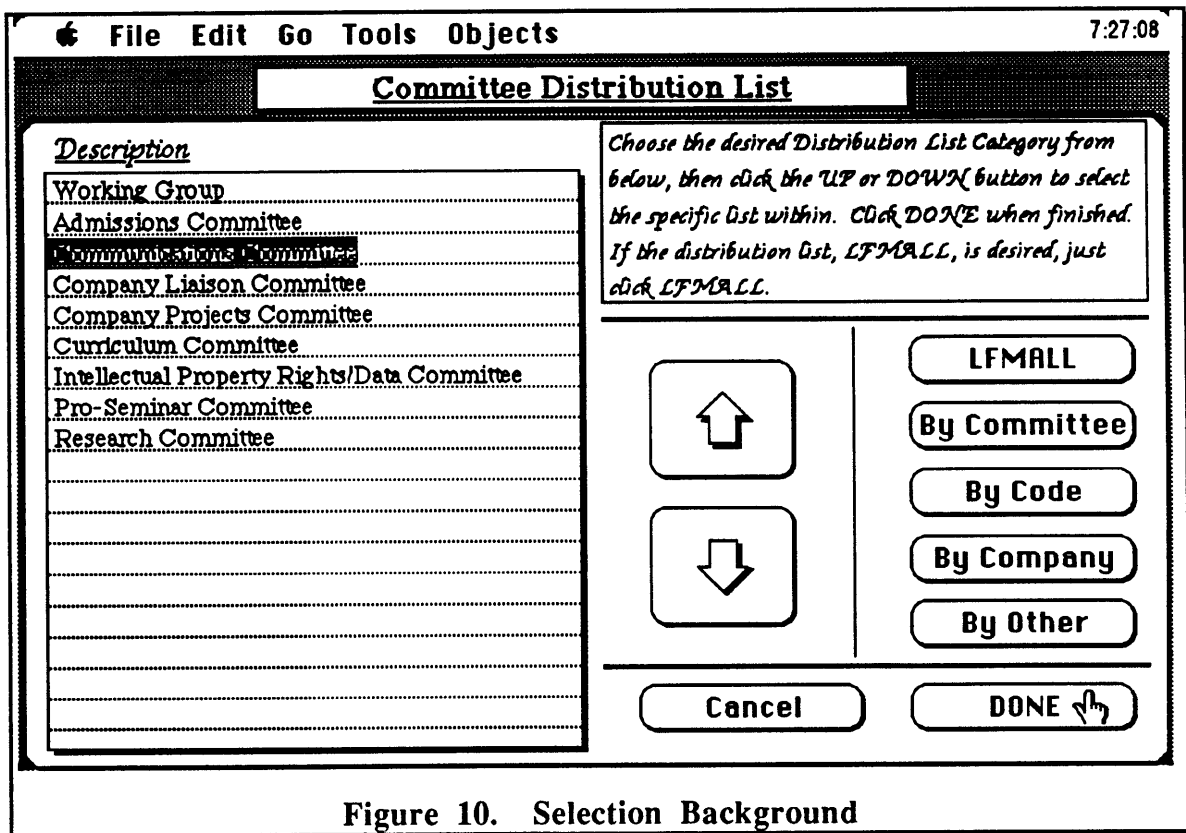 File Edit Go Tools Objects 7:27:08
Committee Distribution List
Description
Working Group
Admissions Committee
Communications Committee
Company Liaison Committee
Company Projects Committee
Curriculum Committee
Intellectual Property Rights/Data Committee
Pro-Seminar Committee
Research Committee
Choose the desired Distribution List Category from
below, then click the UP or DOWN button to select
the specific list within. Click DONE when finished.
If the distribution list, LFMALL, is desired, just
click LFMALL.
LFMALL
By Committee
By Code
By Company
By Other
Cancel
DONE
Figure 10. Selection Background